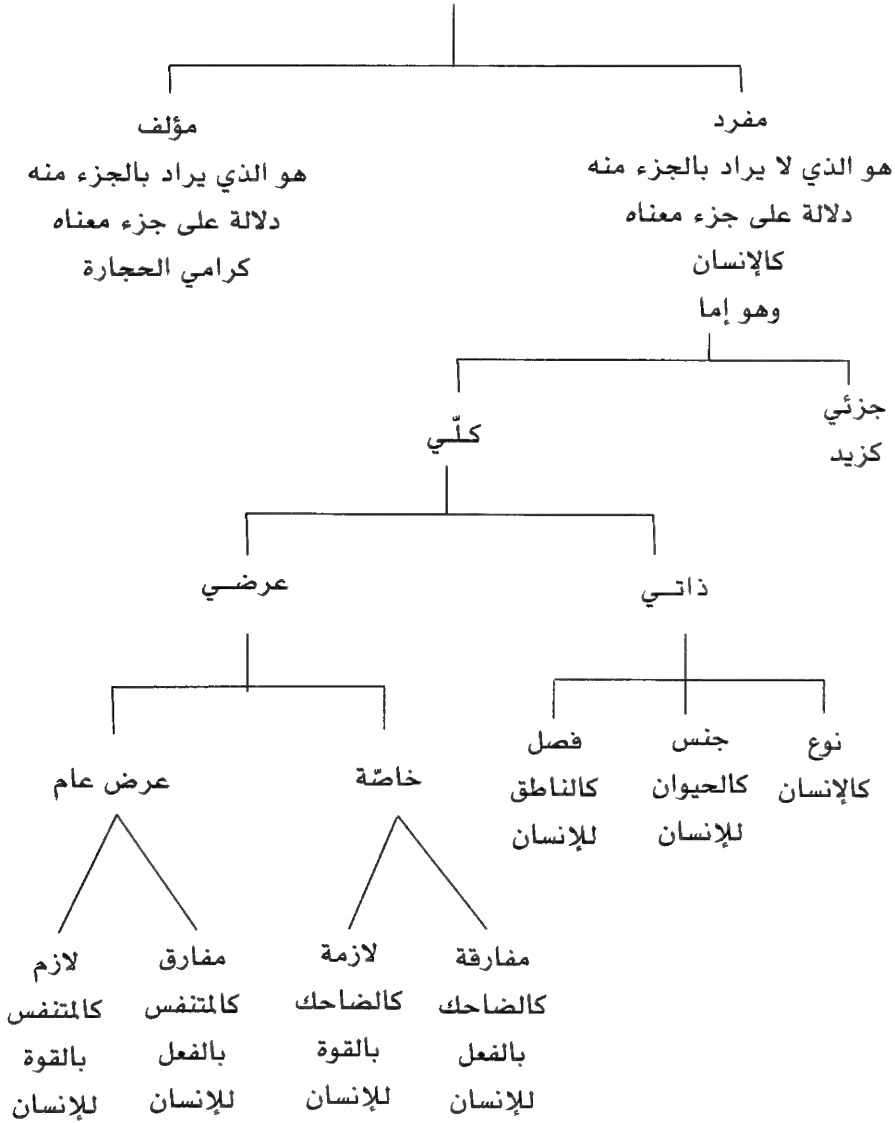 مفرد
هو الذي لا يراد بالجزء منه
دلالة على جزء معناه
كالإنسان
وهو إما
مؤلف
هو الذي يراد بالجزء منه
دلالة على جزء معناه
كرامي الحجارة
جزئي
كزيد
كلّي
ذاتــي
عرضــي
نوع
كالإنسان
جنس
كالحيوان
للإنسان
فصل
كالناطق
للإنسان
خاصّة
عرض عام
مفارقة
كالضاحك
بالفعل
للإنسان
لازمة
كالضاحك
بالقوة
للإنسان
مفارق
كالمتنفس
بالفعل
للإنسان
لازم
كالمتنفس
بالقوة
للإنسان